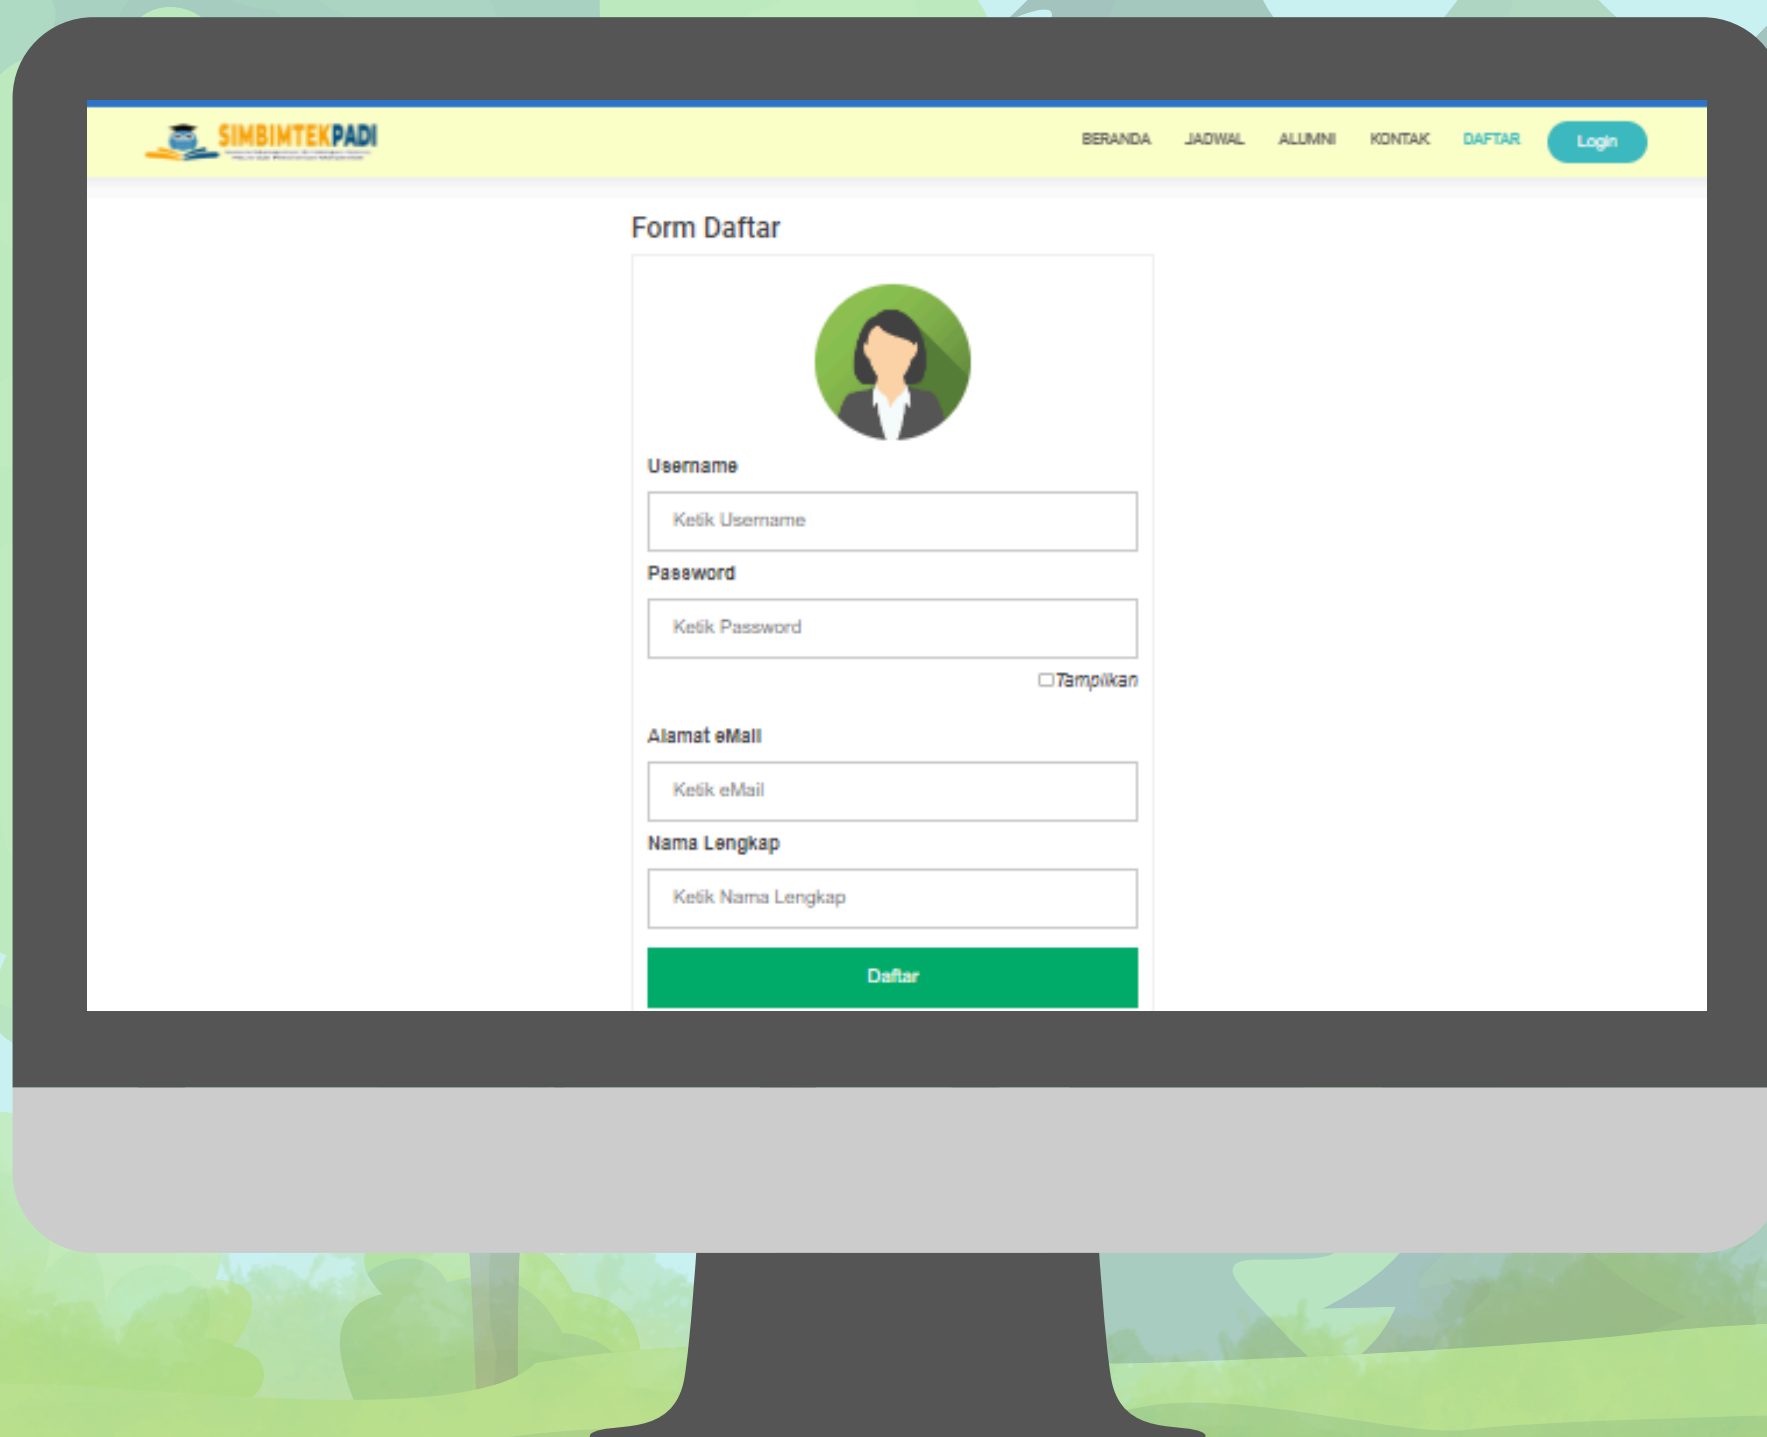 SIMBIMTEKPADI
BERANDA JADWAL ALUMNI KONTAK DAFTAR Login
Form Daftar
Username
Ketik Username
Password
Ketik Password
Tampilkan
Alamat eMail
Ketik eMail
Nama Lengkap
Ketik Nama Lengkap
Daftar